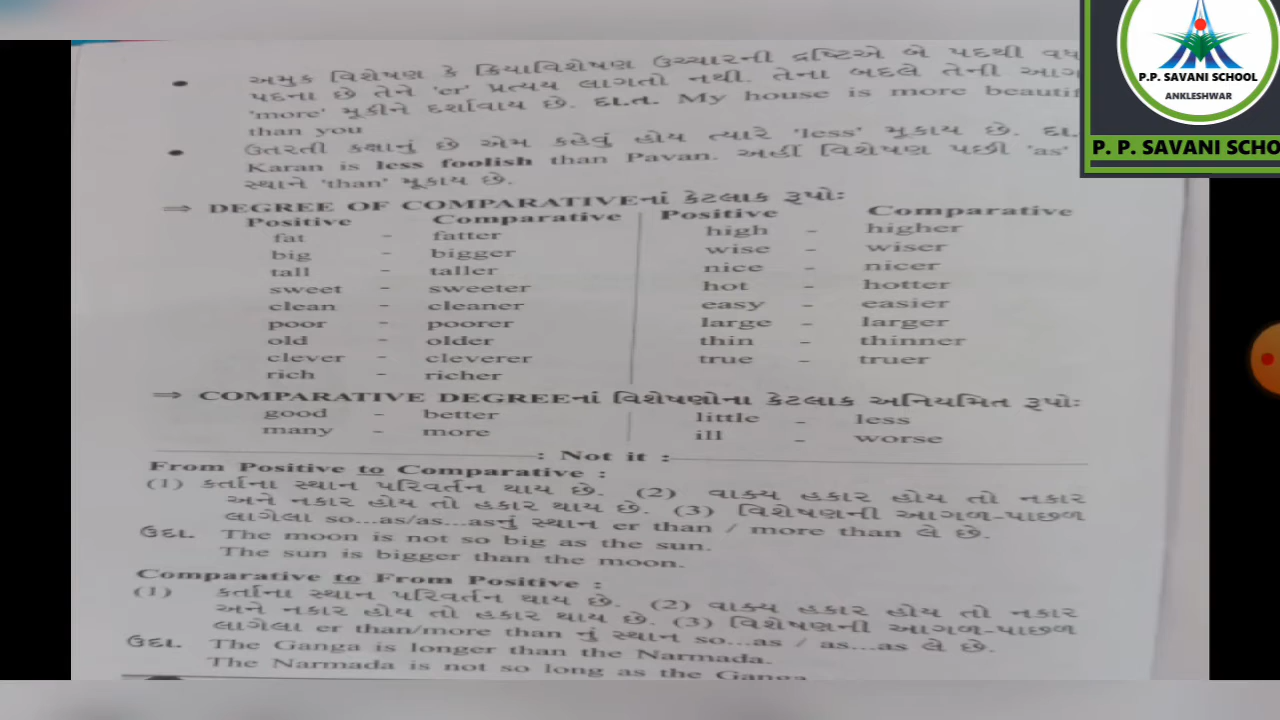 અમુક વિશેષણ કે ક્રિયાવિશેષણ ઉચ્ચારની દ્રષ્ટિએ બે પદથી વધ
પદના છે તેને 'er' પ્રત્યય લાગતો નથી. તેના બદલે તેની આગ
'more' મૂકીને દર્શાવાય છે. દા.ત. My house is more beautif
than you
• ઉતરતી કક્ષાનું છે એમ કહેવું હોય ત્યારે 'less' મૂકાય છે. દા.
Karan is less foolish than Pavan. અહીં વિશેષણ પછી 'as'
સ્થાને 'than' મૂકાય છે.
⇒ DEGREE OF COMPARATIVEનાં કેટલાક રૂપોઃ
Positive Comparative Positive Comparative
fat - fatter high - higher
big - bigger wise - wiser
tall - taller nice - nicer
sweet - sweeter hot - hotter
clean - cleaner easy - easier
poor - poorer large - larger
old - older thin - thinner
clever - cleverer true - truer
rich - richer
⇒ COMPARATIVE DEGREEનાં વિશેષણોના કેટલાક અનિયમિત રૂપોઃ
good - better little - less
many - more ill - worse
: Not it :
From Positive to Comparative :
(1) કર્તાના સ્થાન પરિવર્તન થાય છે. (2) વાક્ય હકાર હોય તો નકાર
અને નકાર હોય તો હકાર થાય છે. (3) વિશેષણની આગળ-પાછળ
લાગેલા so...as/as...asનું સ્થાન er than / more than લે છે.
ઉદા. The moon is not so big as the sun.
The sun is bigger than the moon.
Comparative to From Positive :
(1) કર્તાના સ્થાન પરિવર્તન થાય છે. (2) વાક્ય હકાર હોય તો નકાર
અને નકાર હોય તો હકાર થાય છે. (3) વિશેષણની આગળ-પાછળ
લાગેલા er than/more than નું સ્થાન so...as / as...as લે છે.
ઉદા. The Ganga is longer than the Narmada.
The Narmada is not so long as the Ganga
P.P. SAVANI SCHOOL
ANKLESHWAR
P. P. SAVANI SCHO